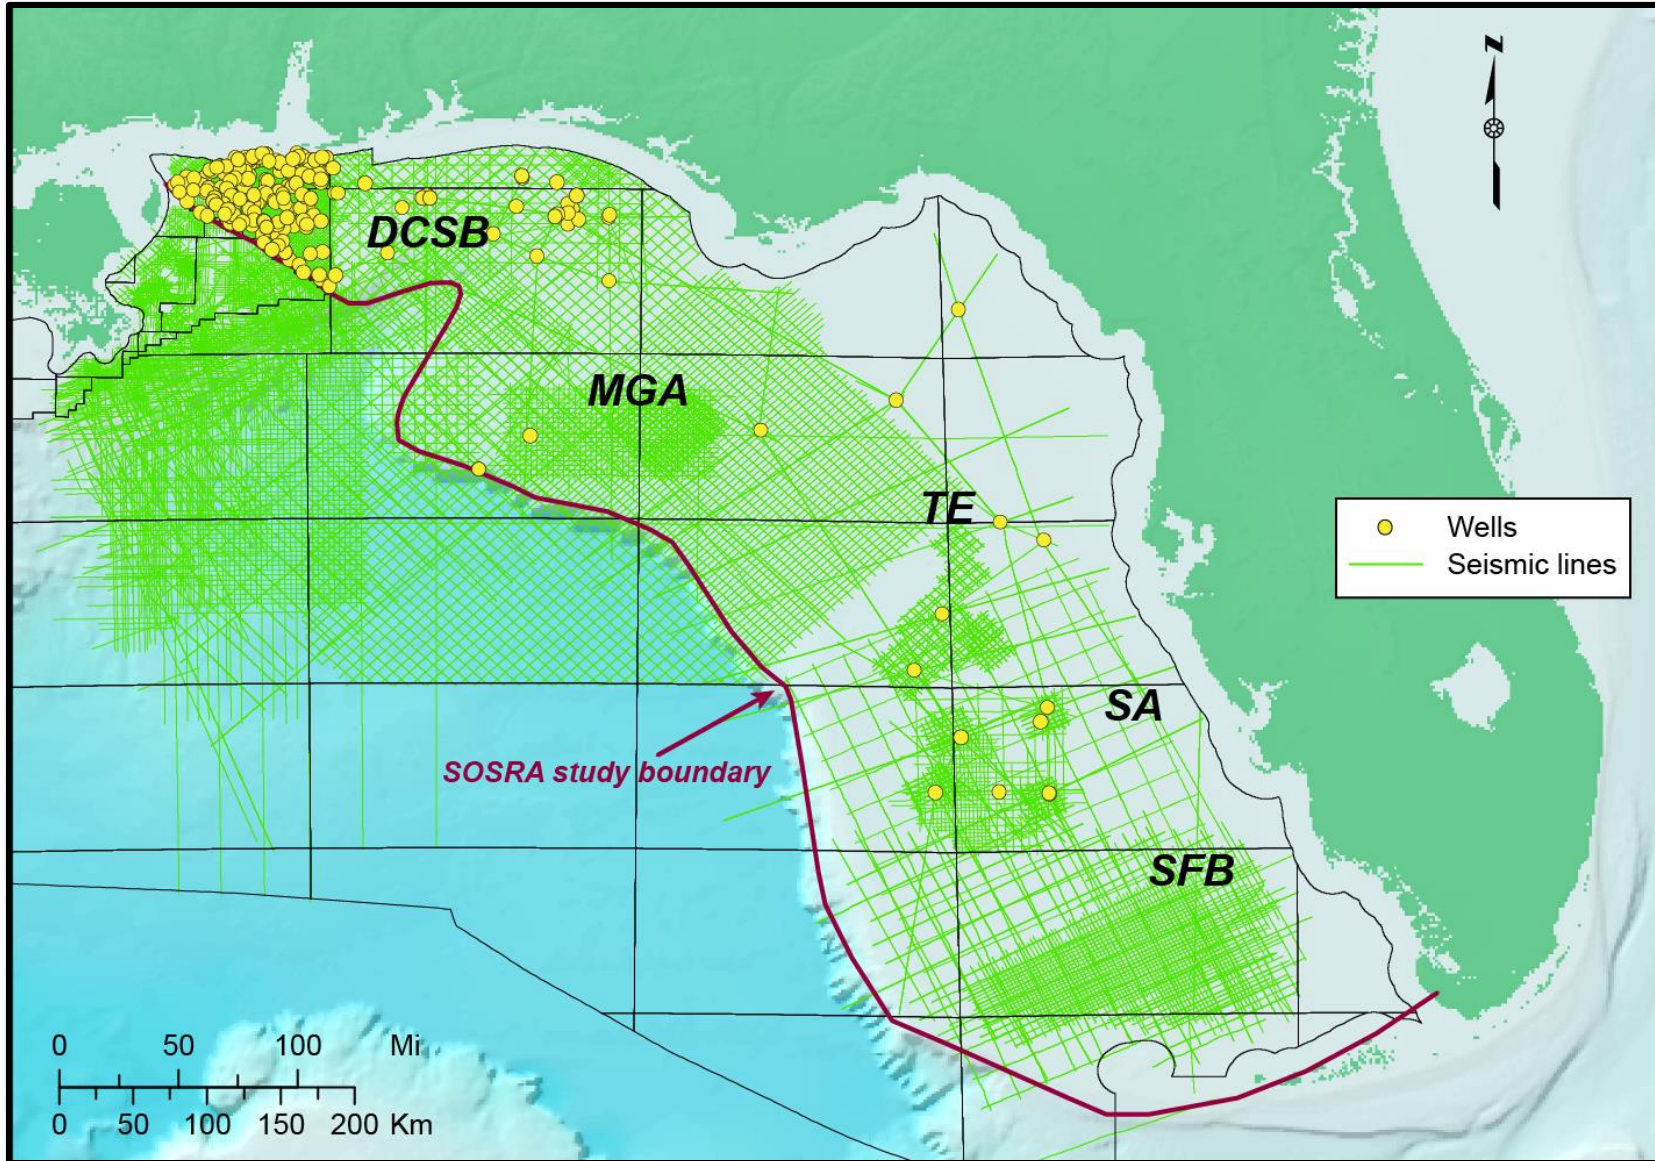 N
DCSB
MGA
TE
Wells
Seismic lines
SA
SOSRA study boundary
SFB
0 50 100 Mi
0 50 100 150 200 Km